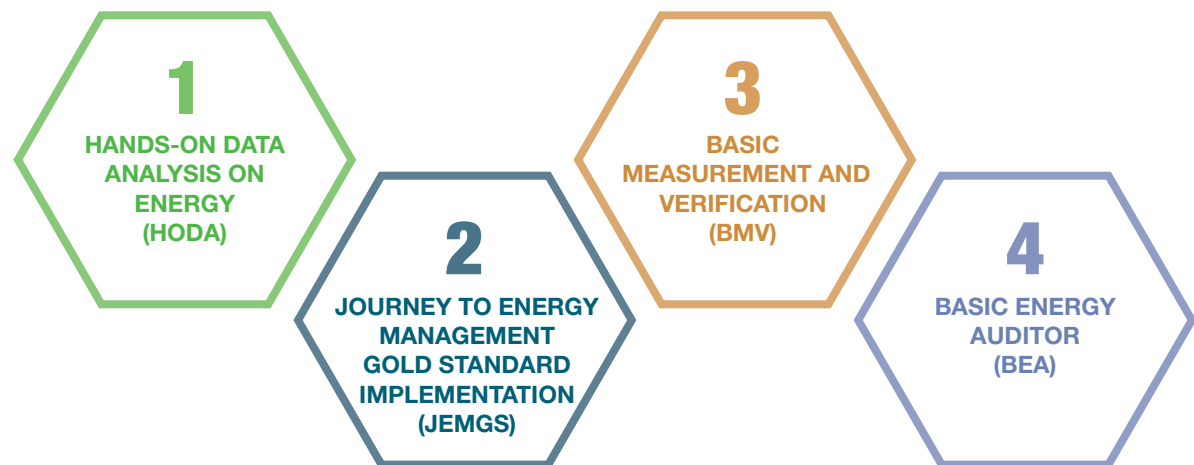 1
HANDS-ON DATA
ANALYSIS ON
ENERGY
(HODA)
2
JOURNEY TO ENERGY
MANAGEMENT
GOLD STANDARD
IMPLEMENTATION
(JEMGS)
3
BASIC
MEASUREMENT AND
VERIFICATION
(BMV)
4
BASIC ENERGY
AUDITOR
(BEA)